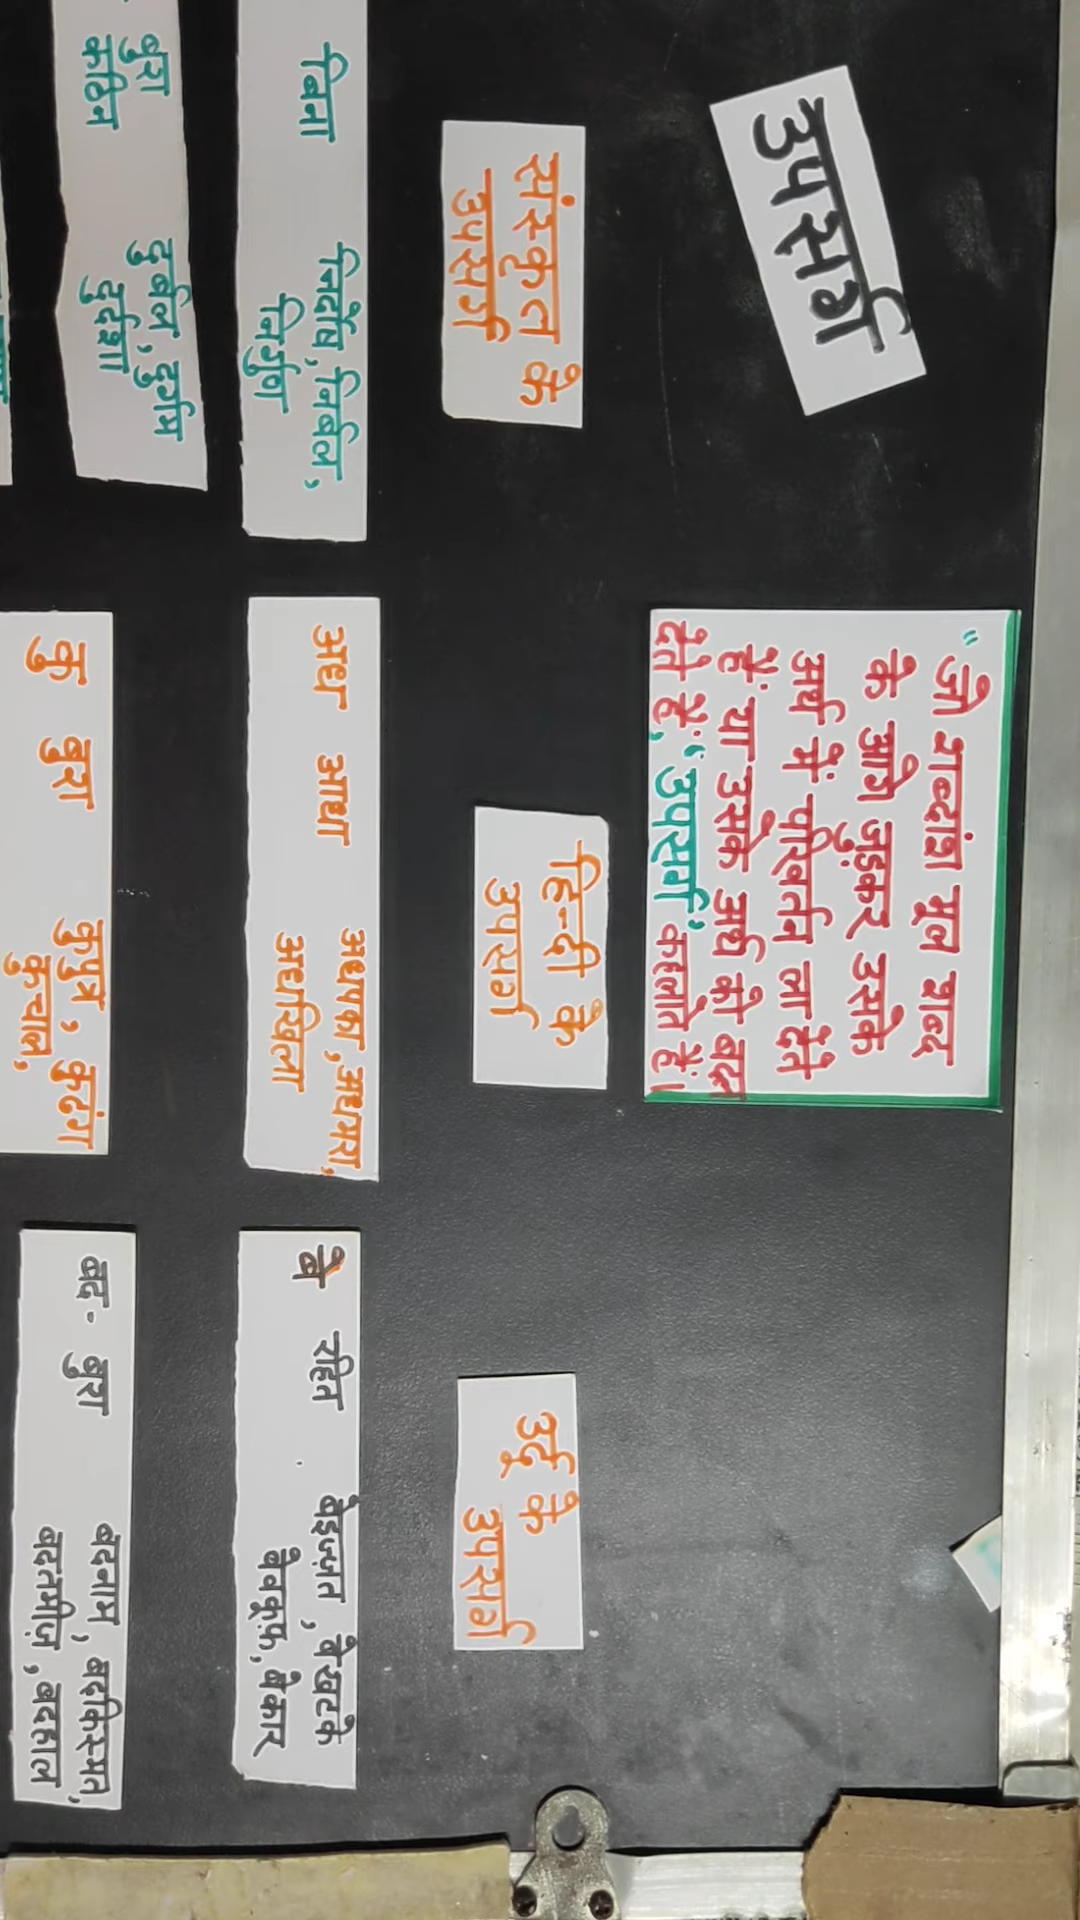 उपसर्ग
"जो शब्दांश मूल शब्द
के आगे जुड़कर उसके
अर्थ में परिवर्तन ला देते
हैं या उसके अर्थ को बदल
देते हैं, 'उपसर्ग' कहलाते हैं।
संस्कृत के
उपसर्ग
हिन्दी के
उपसर्ग
उर्दू के
उपसर्ग
बिना निर्दोष, निर्बल,
निर्गुण
अध आधा अधपका, अधमरा,
अधखिला
बे रहित बेइज्जत, बेखटके
बेवकूफ, बेकार
बुरा
कठिन
दुर्बल, दुर्गम
दुर्दशा
कु बुरा कुपुत्र, कुढंग
कुचाल,
बद- बुरा बदनाम, बदकिस्मत,
बदतमीज़, बदहाल